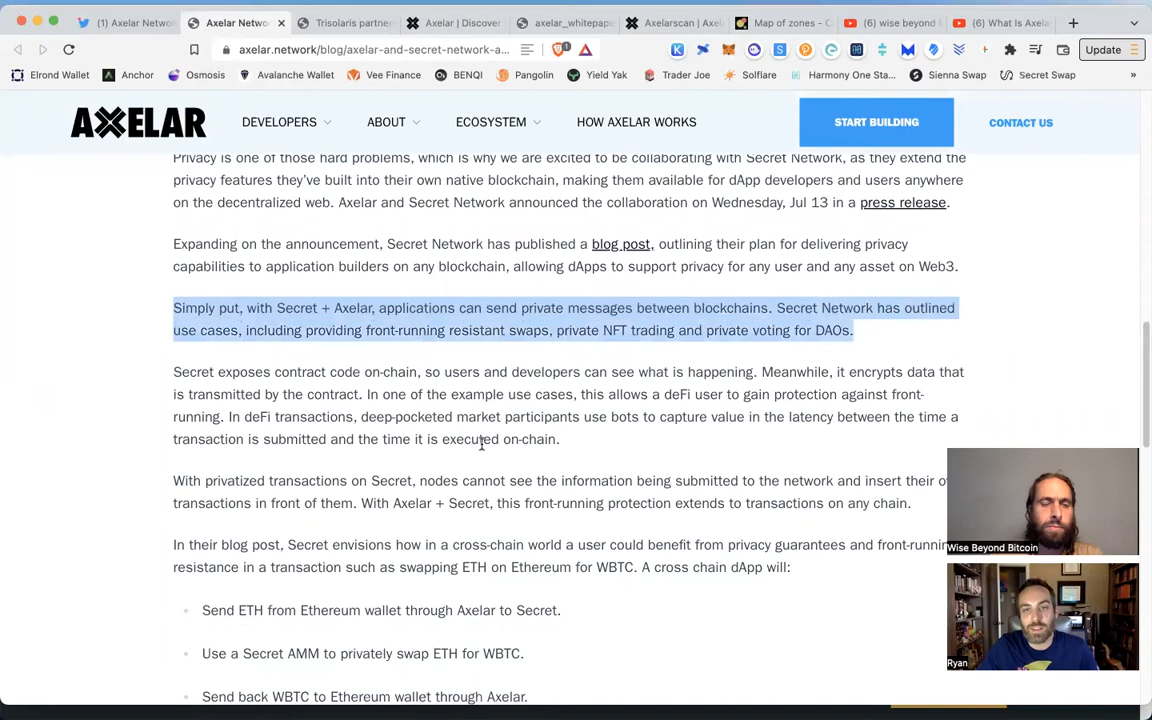 (1) Axelar Netwo
Axelar Netwo
Trisolaris partne
Axelar | Discover
axelar_whitepap
Axelarscan | Axe
Map of zones - C
(6) wise beyond
(6) What Is Axela
axelar.network/blog/axelar-and-secret-network-a...
Update
Elrond Wallet
Anchor
Osmosis
Avalanche Wallet
Vee Finance
BENQI
Pangolin
Yield Yak
Trader Joe
Solflare
Harmony One Sta...
Sienna Swap
Secret Swap
»
AXELAR
DEVELOPERS
ABOUT
ECOSYSTEM
HOW AXELAR WORKS
START BUILDING
CONTACT US
Privacy is one of those hard problems, which is why we are excited to be collaborating with Secret Network, as they extend the
privacy features they've built into their own native blockchain, making them available for dApp developers and users anywhere
on the decentralized web. Axelar and Secret Network announced the collaboration on Wednesday, Jul 13 in a press release.
Expanding on the announcement, Secret Network has published a blog post, outlining their plan for delivering privacy
capabilities to application builders on any blockchain, allowing dApps to support privacy for any user and any asset on Web3.
Simply put, with Secret + Axelar, applications can send private messages between blockchains. Secret Network has outlined
use cases, including providing front-running resistant swaps, private NFT trading and private voting for DAOs.
Secret exposes contract code on-chain, so users and developers can see what is happening. Meanwhile, it encrypts data that
is transmitted by the contract. In one of the example use cases, this allows a deFi user to gain protection against front-
running. In deFi transactions, deep-pocketed market participants use bots to capture value in the latency between the time a
transaction is submitted and the time it is executed on-chain.
With privatized transactions on Secret, nodes cannot see the information being submitted to the network and insert their o
transactions in front of them. With Axelar + Secret, this front-running protection extends to transactions on any chain.
In their blog post, Secret envisions how in a cross-chain world a user could benefit from privacy guarantees and front-runnin
resistance in a transaction such as swapping ETH on Ethereum for WBTC. A cross chain dApp will:
Send ETH from Ethereum wallet through Axelar to Secret.
Use a Secret AMM to privately swap ETH for WBTC.
Send back WBTC to Ethereum wallet through Axelar.
Wise Beyond Bitcoin
Ryan